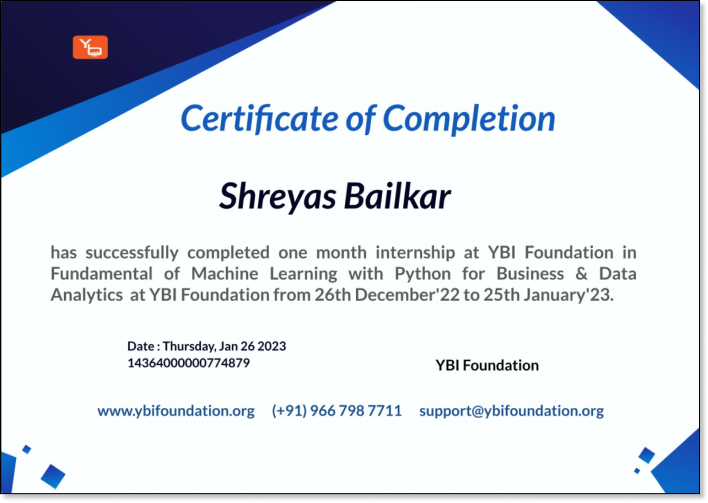 Yb
Certificate of Completion
Shreyas Bailkar
has successfully completed one month internship at YBI Foundation in
Fundamental of Machine Learning with Python for Business & Data
Analytics at YBI Foundation from 26th December'22 to 25th January'23.
Date : Thursday, Jan 26 2023
14364000000774879
YBI Foundation
www.ybifoundation.org (+91) 966 798 7711 support@ybifoundation.org